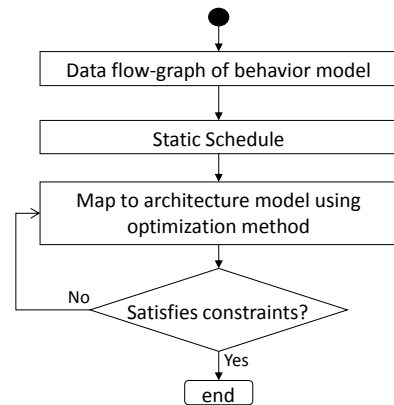 Data flow-graph of behavior model
Static Schedule
Map to architecture model using
optimization method
No
Satisfies constraints?
Yes
end